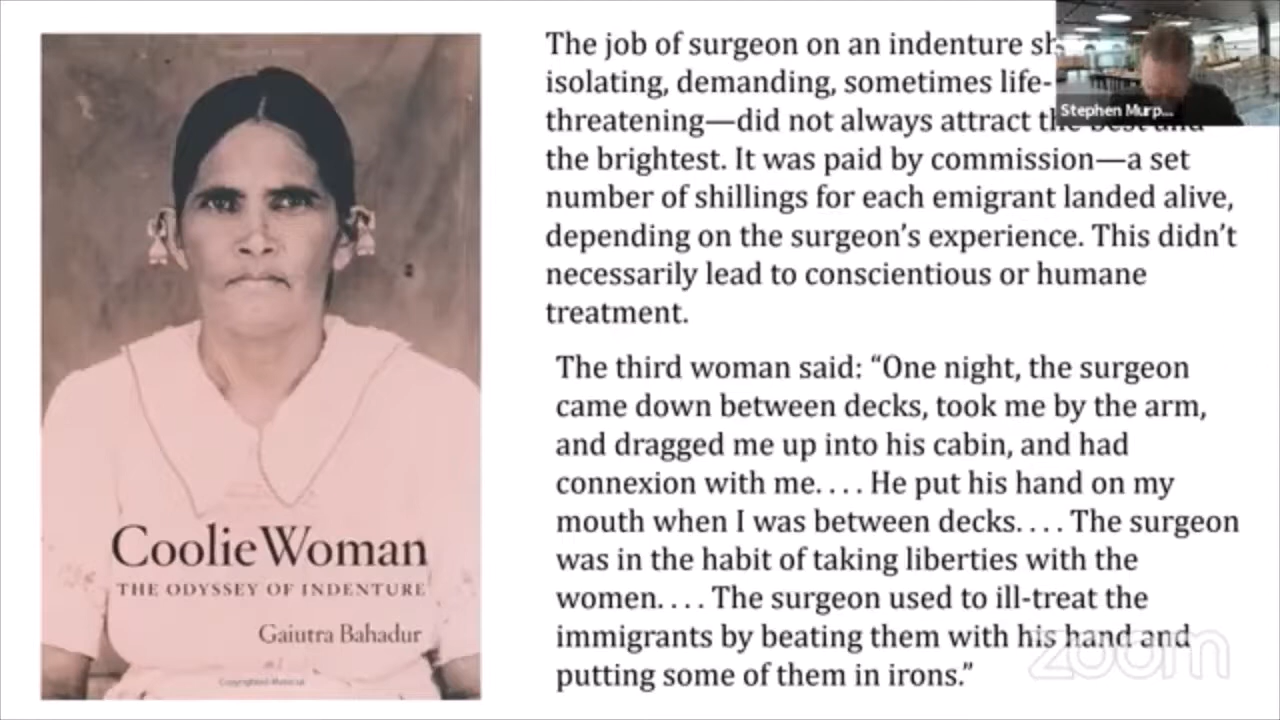 The job of surgeon on an indenture
isolating, demanding, sometimes life-
threatening—did not always attract the best and
the brightest. It was paid by commission—a set
number of shillings for each emigrant landed alive,
depending on the surgeon’s experience. This didn’t
necessarily lead to conscientious or humane
treatment.
The third woman said: “One night, the surgeon
came down between decks, took me by the arm,
and dragged me up into his cabin, and had
connexion with me. . . . He put his hand on my
mouth when I was between decks. . . . The surgeon
was in the habit of taking liberties with the
women. . . . The surgeon used to ill-treat the
immigrants by beating them with his hand and
putting some of them in irons.”
Coolie Woman
THE ODYSSEY OF INDENTURE
Gaiutra Bahadur
Copyrighted Material
Stephen Murp...
zoom